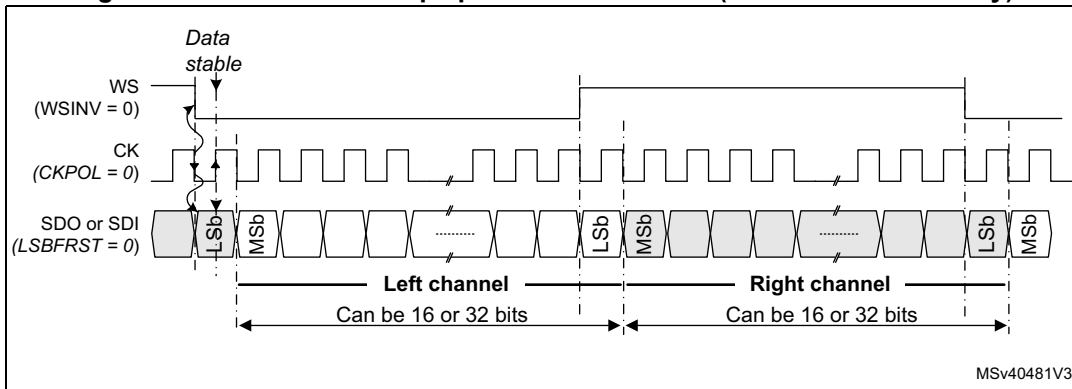 Data
stable
WS
(WSINV = 0)
CK
(CKPOL = 0)
SDO or SDI
(LSBFRST = 0)
LSb
MSb
..........
LSb
MSb
..........
LSb
MSb
Left channel
Right channel
Can be 16 or 32 bits
Can be 16 or 32 bits
MSv40481V3